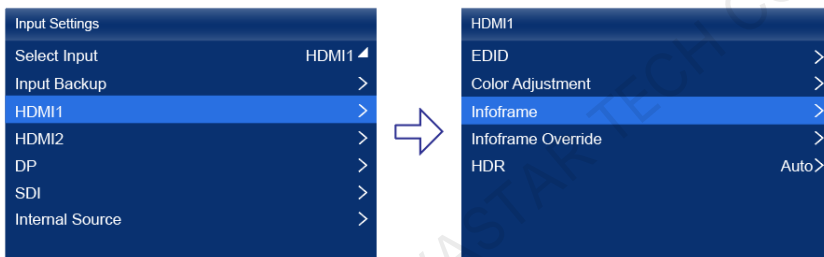 Input Settings
Select Input HDMI1
Input Backup
HDMI1
HDMI2
DP
SDI
Internal Source
HDMI1
EDID
Color Adjustment
Infoframe
Infoframe Override
HDR Auto